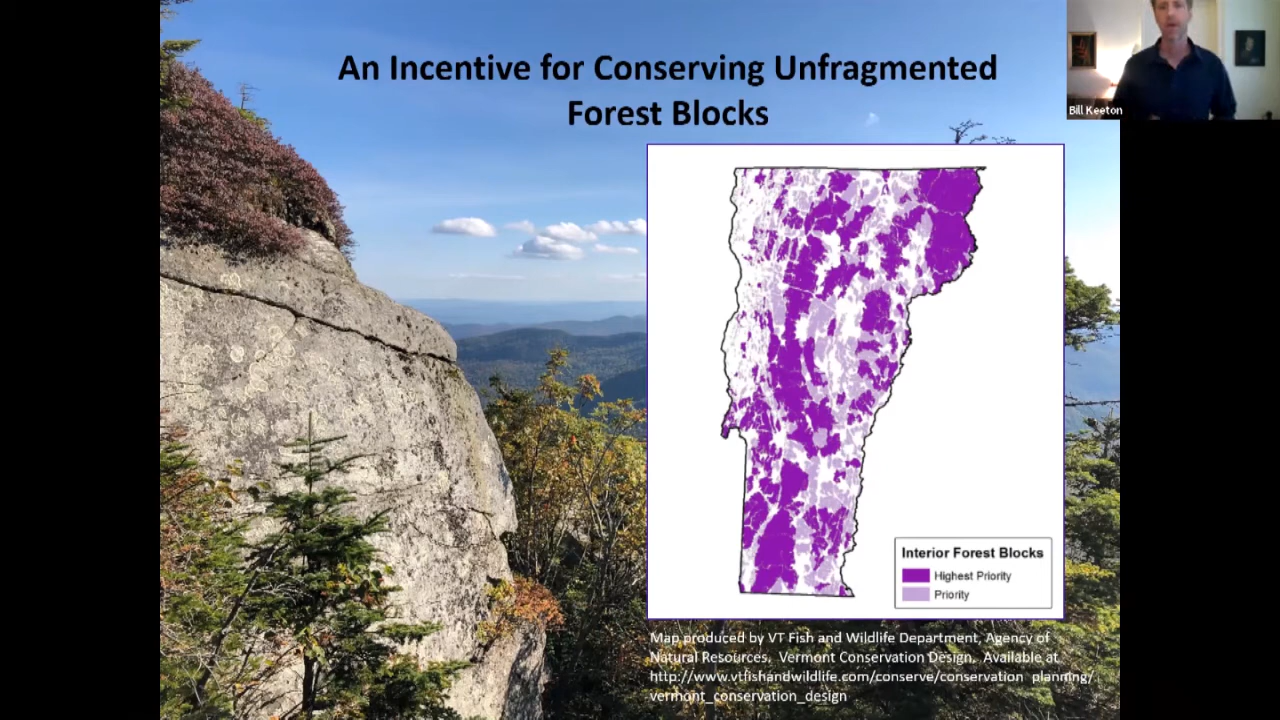 An Incentive for Conserving Unfragmented
Forest Blocks
Bill Keeton
Interior Forest Blocks
Highest Priority
Priority
Map produced by VT Fish and Wildlife Department, Agency of
Natural Resources. Vermont Conservation Design. Available at
http://www.vtfishandwildlife.com/conserve/conservation_planning/
vermont_conservation_design